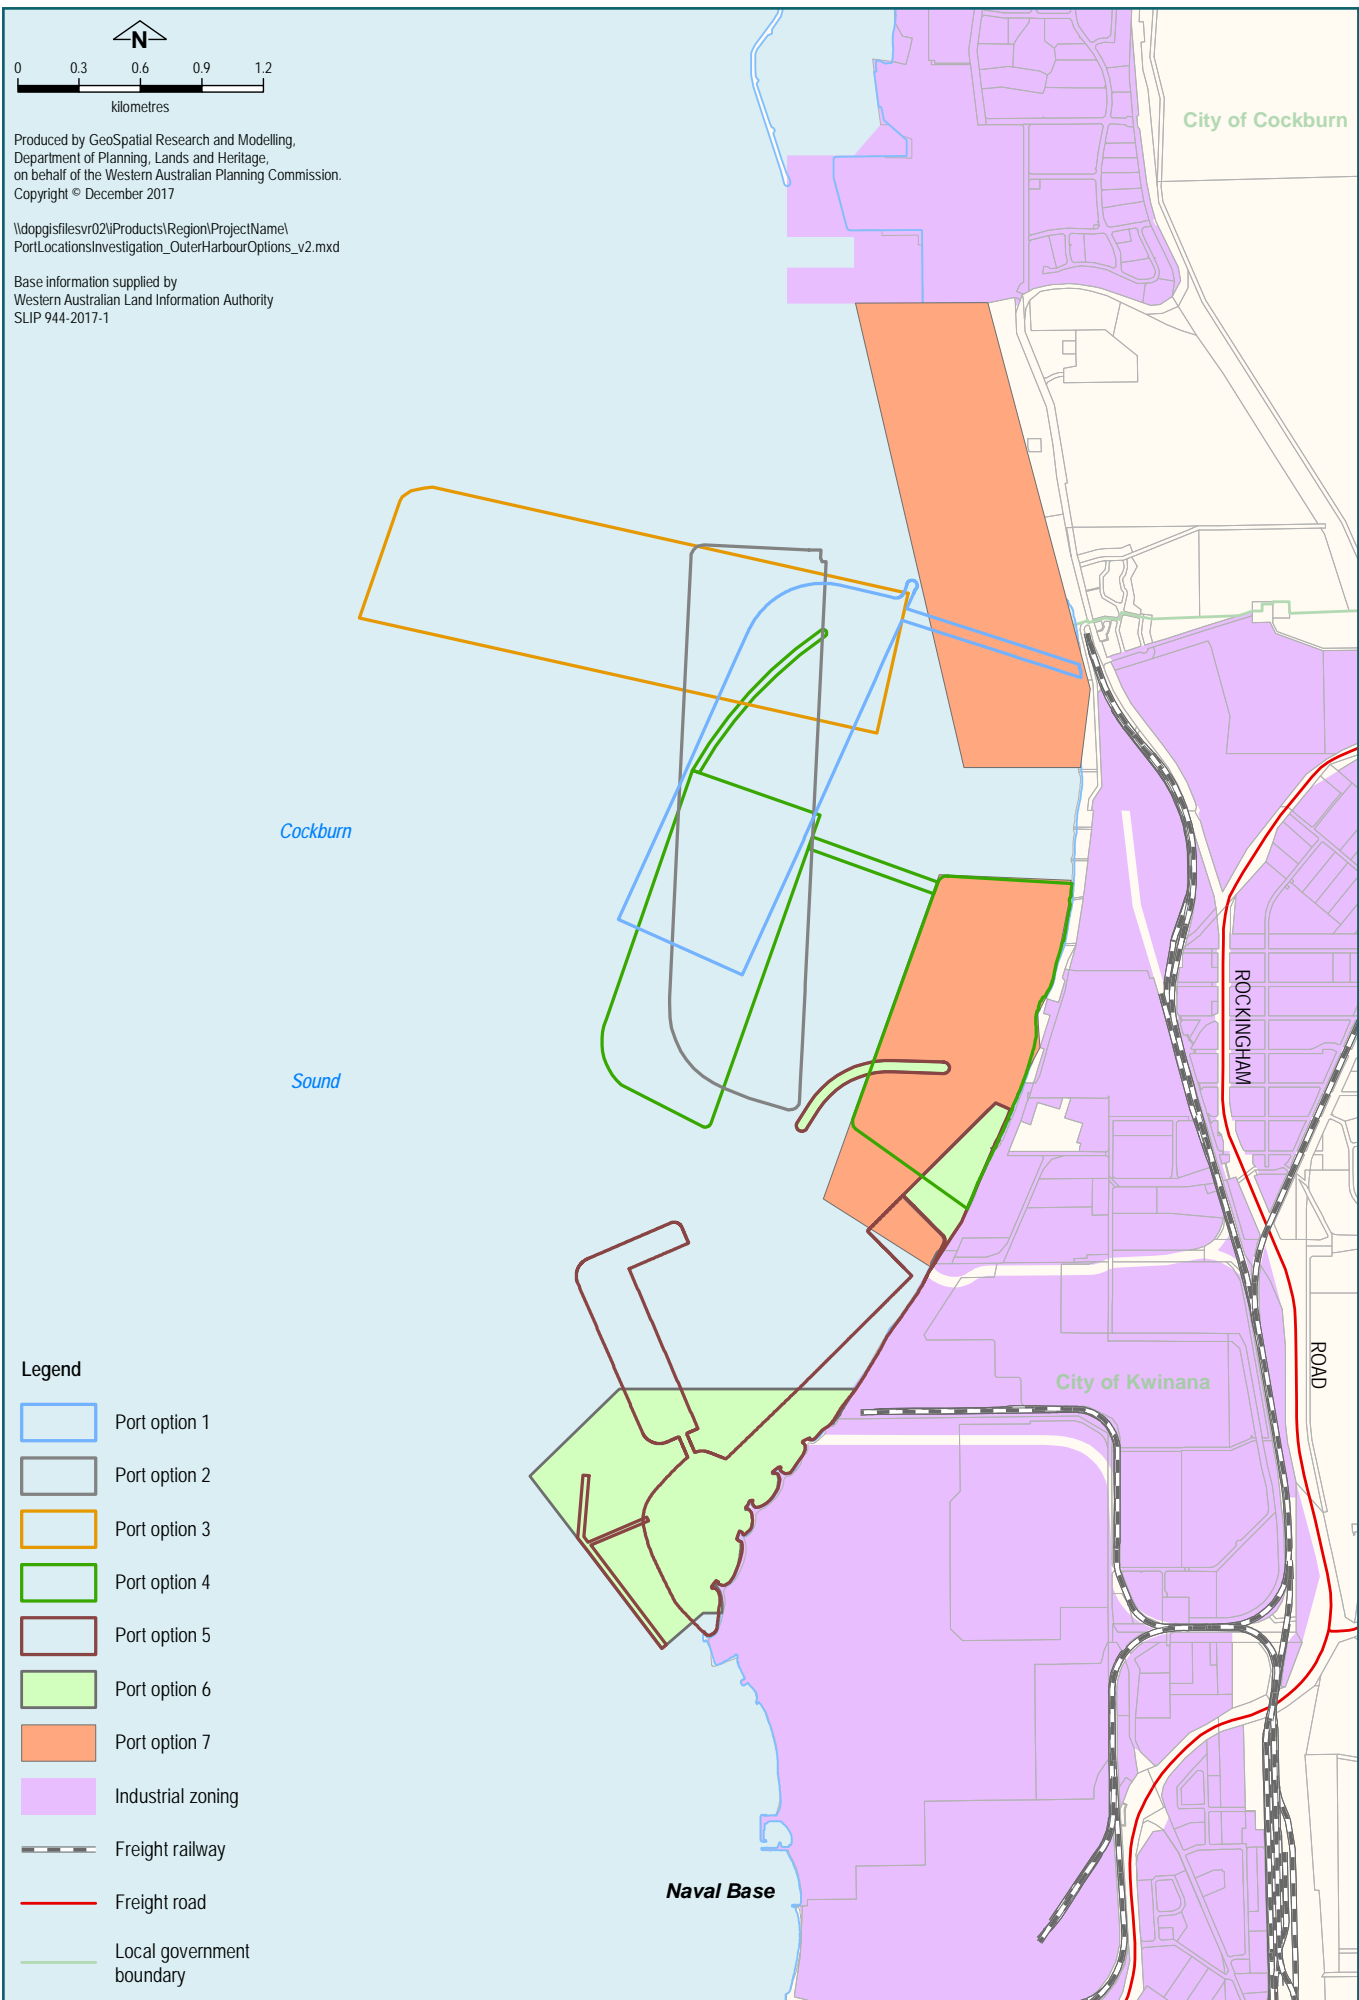 N
0 0.3 0.6 0.9 1.2
kilometres
Produced by GeoSpatial Research and Modelling,
Department of Planning, Lands and Heritage,
on behalf of the Western Australian Planning Commission.
Copyright © December 2017
\\dopgisfilesvr02\iProducts\Region\ProjectName\
PortLocationsInvestigation_OuterHarbourOptions_v2.mxd
Base information supplied by
Western Australian Land Information Authority
SLIP 944-2017-1
City of Cockburn
Cockburn
Sound
ROCKINGHAM
ROAD
City of Kwinana
Naval Base
Legend
Port option 1
Port option 2
Port option 3
Port option 4
Port option 5
Port option 6
Port option 7
Industrial zoning
Freight railway
Freight road
Local government
boundary